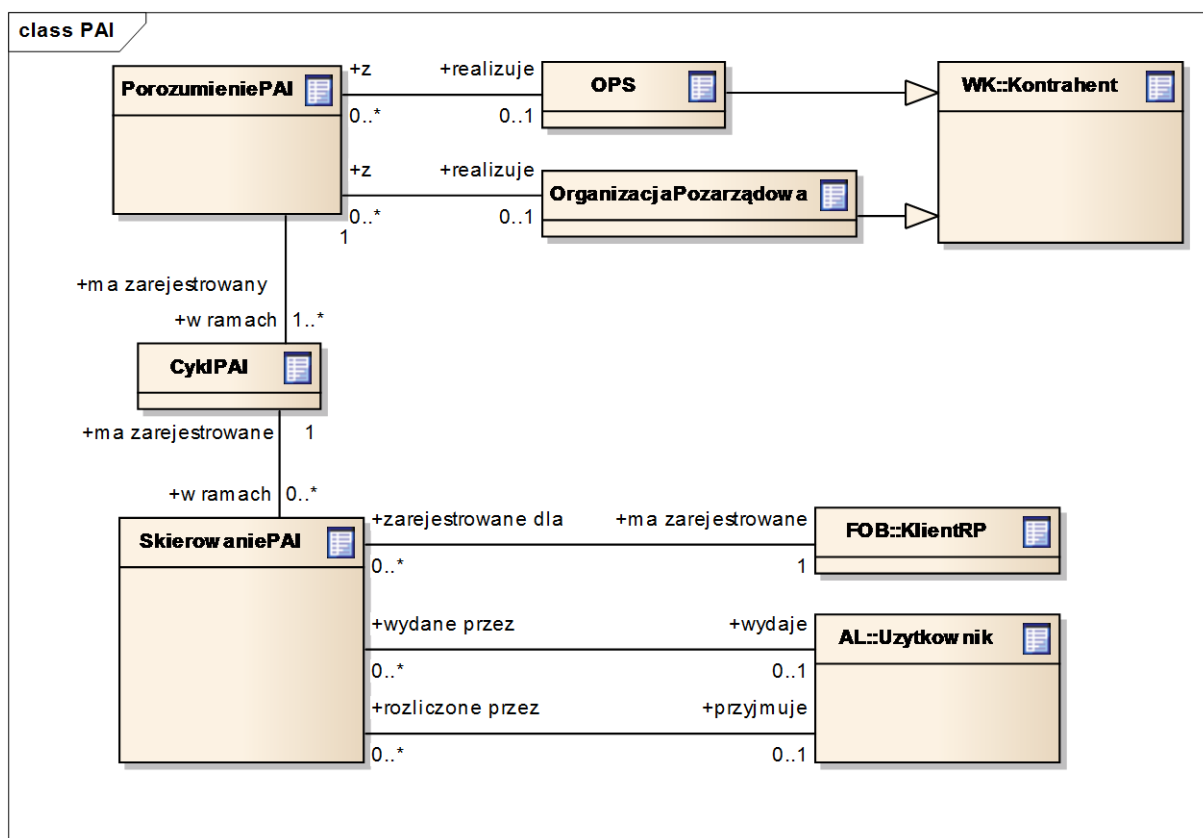 class PAI
PorozumieniePAI
+z
+realizuje
0..*
0..1
OPS
WK::Kontrahent
+z
+realizuje
0..*
0..1
OrganizacjaPozarządowa
1
+ma zarejestrowany
+w ramach
1..*
CyklPAI
+ma zarejestrowane
1
+w ramach
0..*
SkierowaniePAI
+zarejestrowane dla
+ma zarejestrowane
0..*
1
FOB::KlientRP
+wydane przez
+wydaje
0..*
0..1
AL::Uzytkownik
+rozliczone przez
+przyjmuje
0..*
0..1